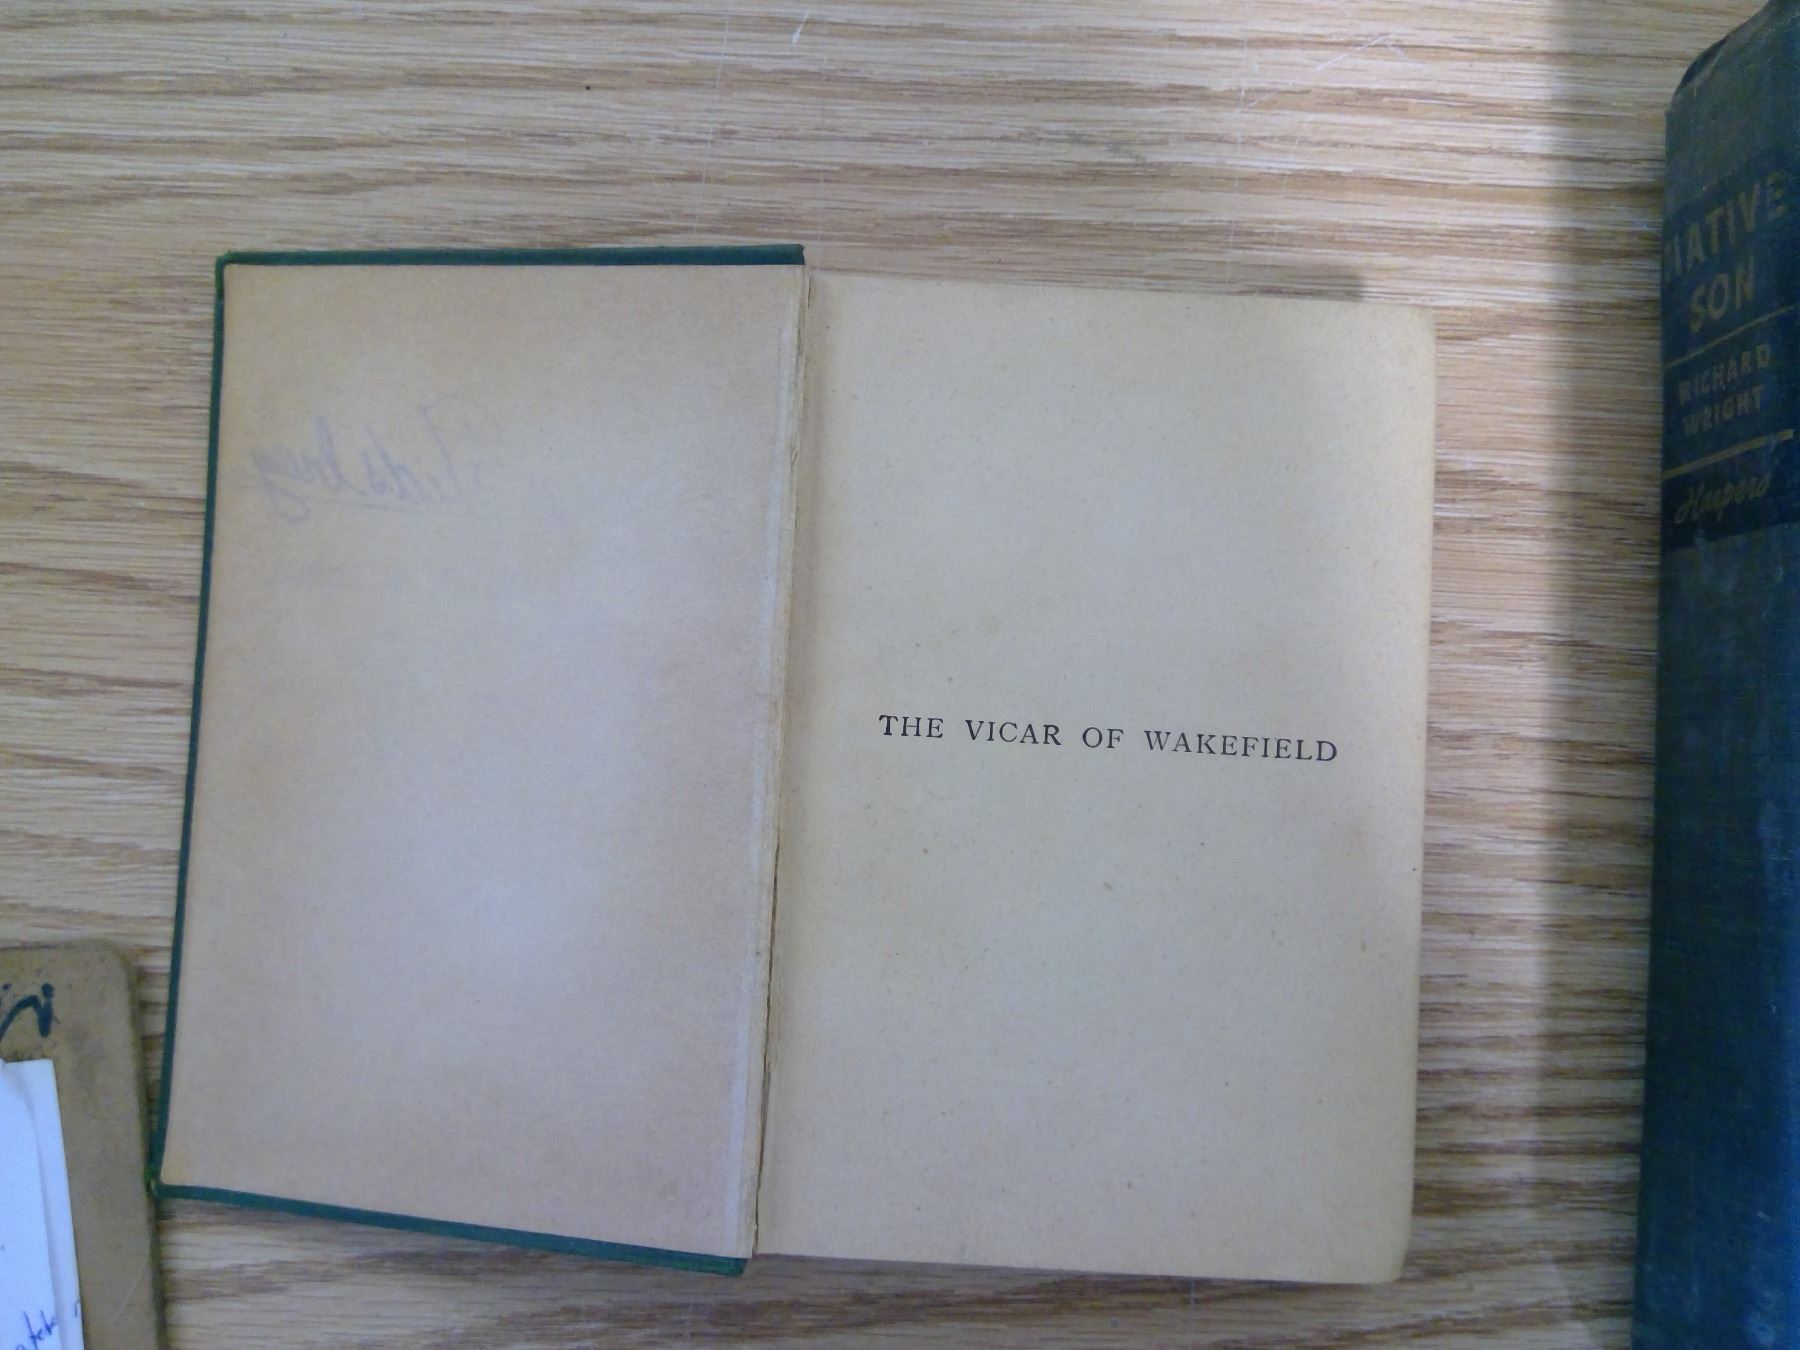 THE VICAR OF WAKEFIELD
NATIVE
SON
RICHARD
WRIGHT
Harpers